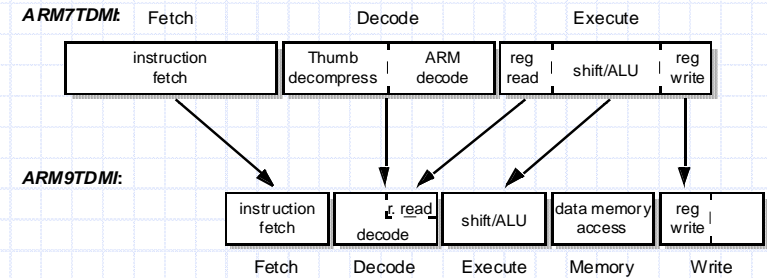 ARM7TDMI: Fetch Decode Execute
instruction fetch
Thumb decompress
ARM decode
reg read
shift/ALU
reg write
ARM9TDMI:
instruction fetch
r. read
decode
shift/ALU
data memory access
reg write
Fetch Decode Execute Memory Write